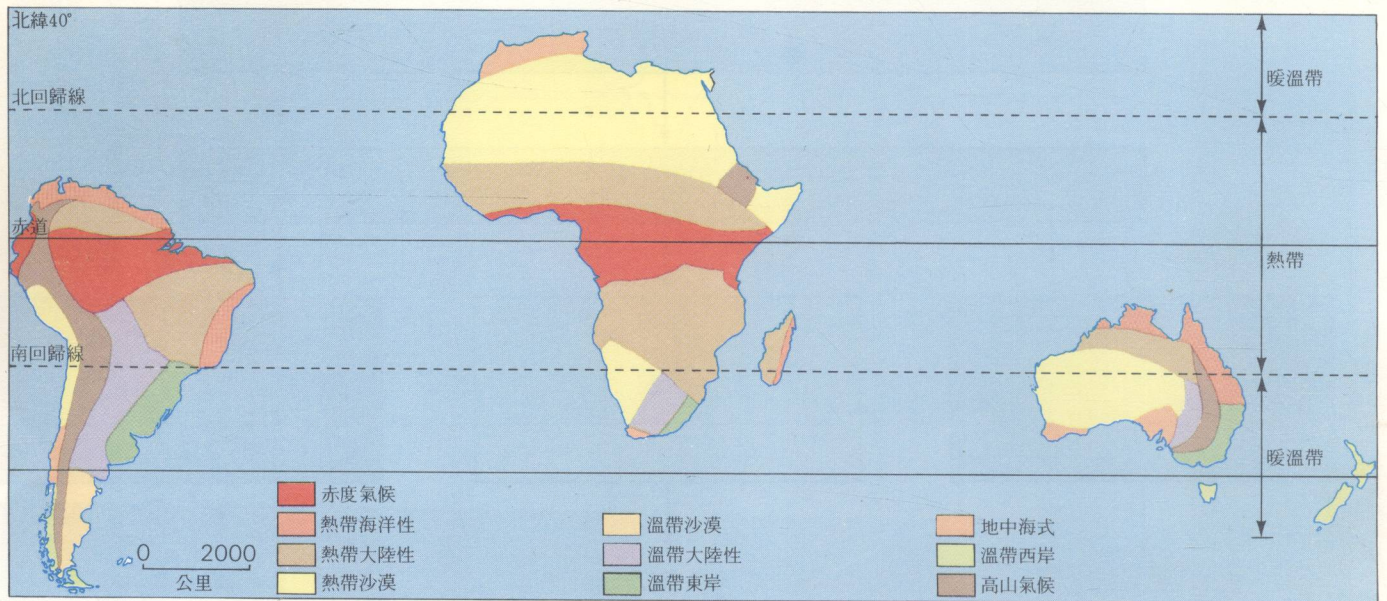 北緯40°
暖溫帶
北回歸線
赤道
熱帶
南回歸線
暖溫帶
赤度氣候
熱帶海洋性
熱帶大陸性
熱帶沙漠
溫帶沙漠
溫帶大陸性
溫帶東岸
地中海式
溫帶西岸
高山氣候
0 2000
公里